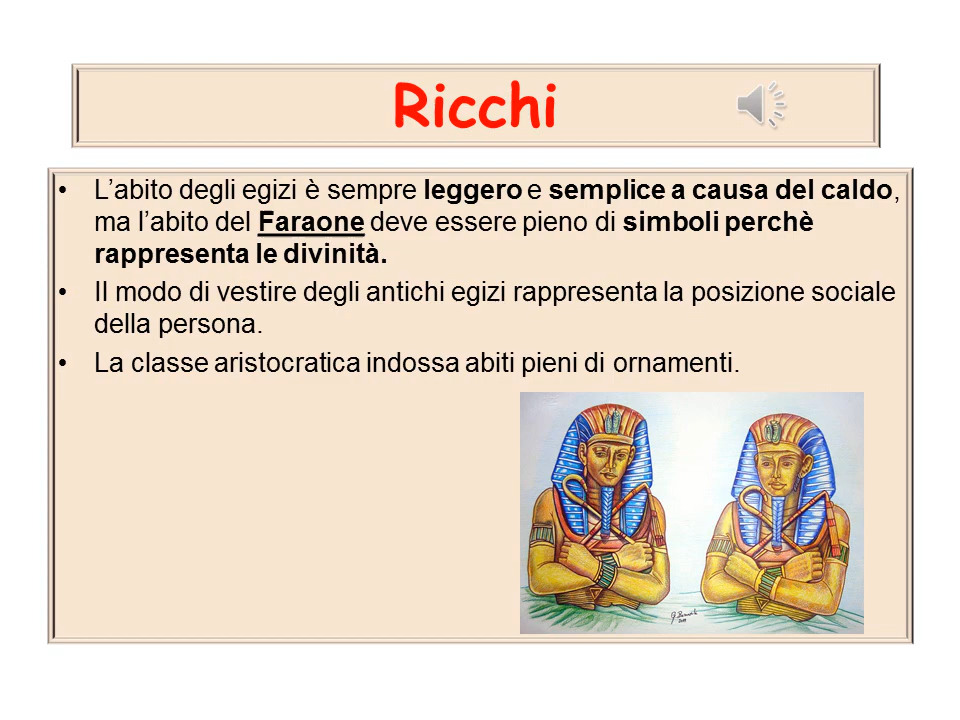 Ricchi
• L’abito degli egizi è sempre leggero e semplice a causa del caldo,
ma l’abito del Faraone deve essere pieno di simboli perchè
rappresenta le divinità.
• Il modo di vestire degli antichi egizi rappresenta la posizione sociale
della persona.
• La classe aristocratica indossa abiti pieni di ornamenti.